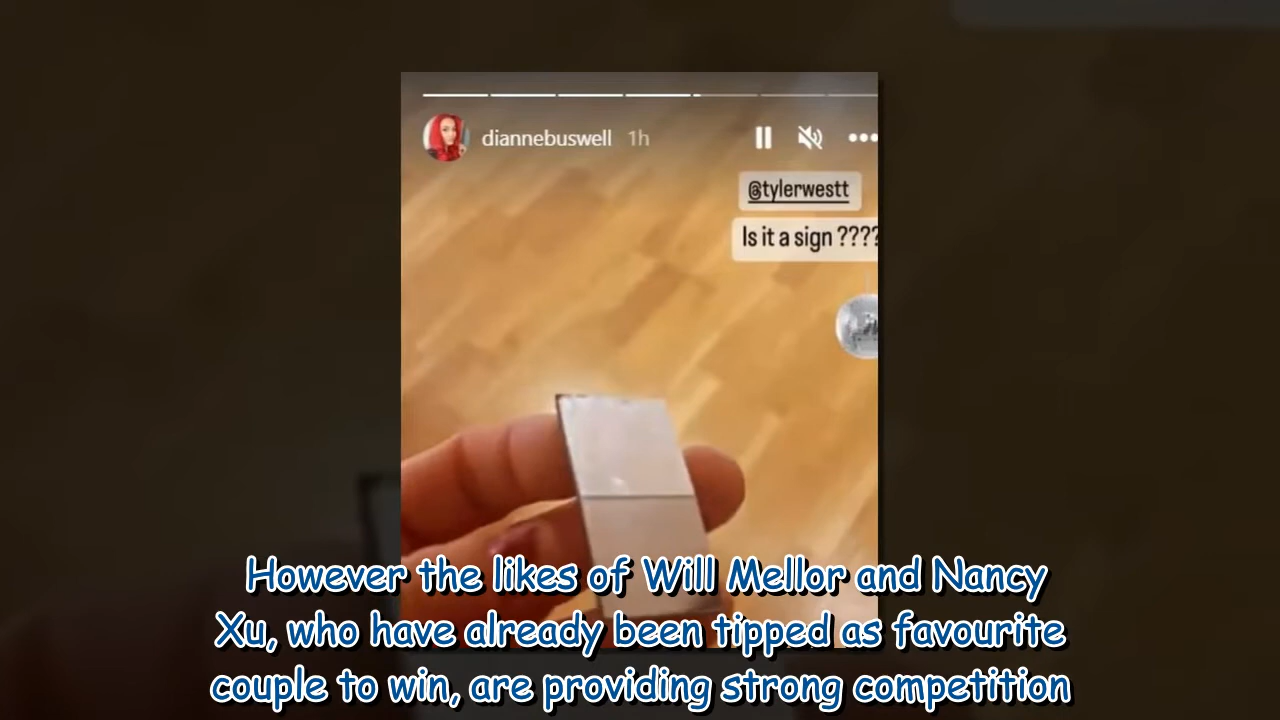 diannebuswell 1h
@tylerwestt
Is it a sign ????
However the likes of Will Mellor and Nancy
Xu, who have already been tipped as favourite
couple to win, are providing strong competition